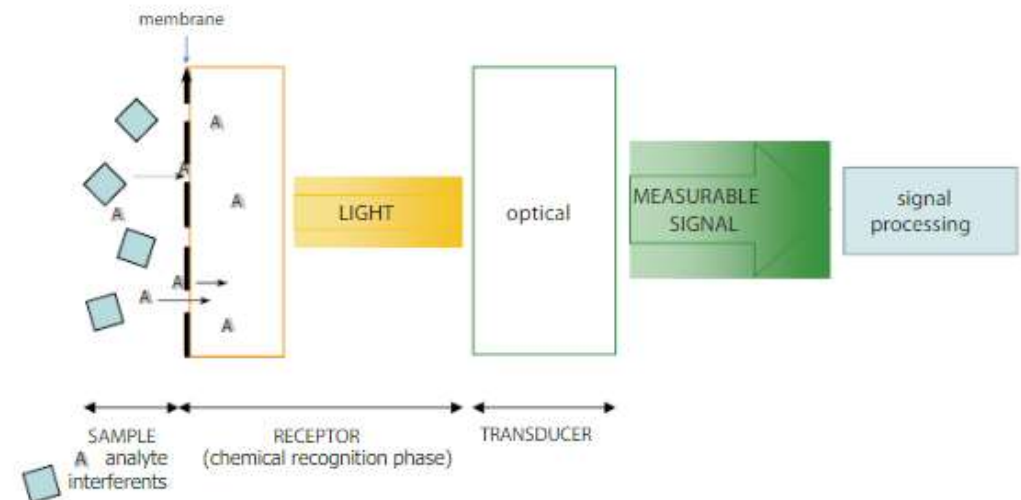 membrane
A
A
A
A
A
A
A
LIGHT
optical
MEASURABLE
SIGNAL
signal
processing
SAMPLE
A analyte
interferents
RECEPTOR
(chemical recognition phase)
TRANSDUCER